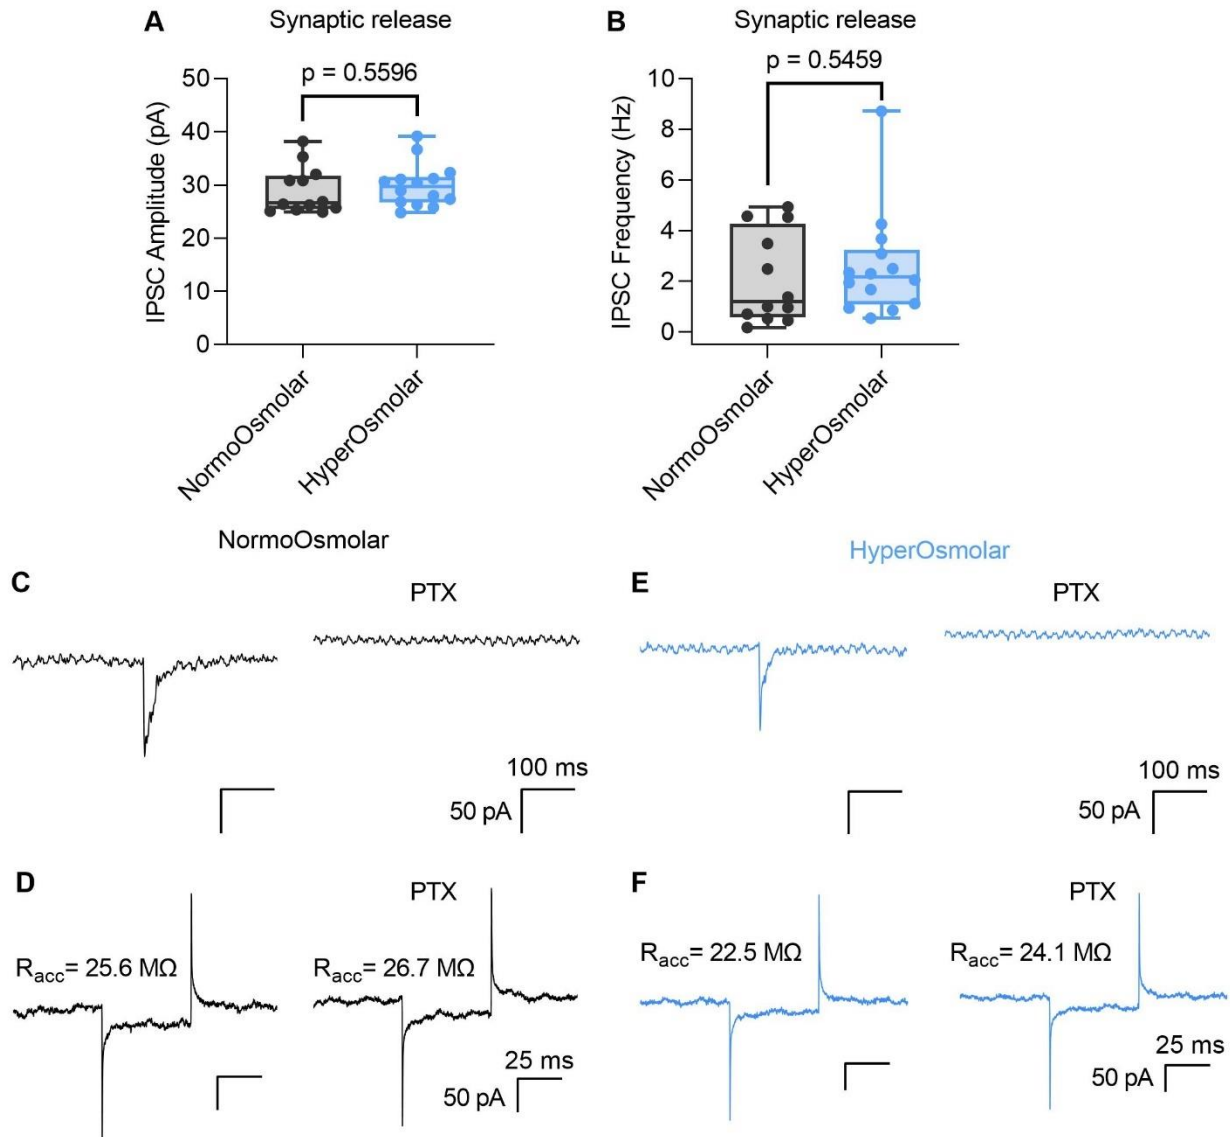 A
Synaptic release
p = 0.5596
IPSC Amplitude (pA)
50
40
30
20
10
0
NormoOsmolar
HyperOsmolar
B
Synaptic release
p = 0.5459
IPSC Frequency (Hz)
10
8
6
4
2
0
NormoOsmolar
HyperOsmolar
NormoOsmolar
C
PTX
100 ms
50 pA
HyperOsmolar
E
PTX
100 ms
50 pA
D
PTX
Racc= 25.6 MΩ
Racc= 26.7 MΩ
25 ms
50 pA
F
PTX
Racc= 22.5 MΩ
Racc= 24.1 MΩ
25 ms
50 pA